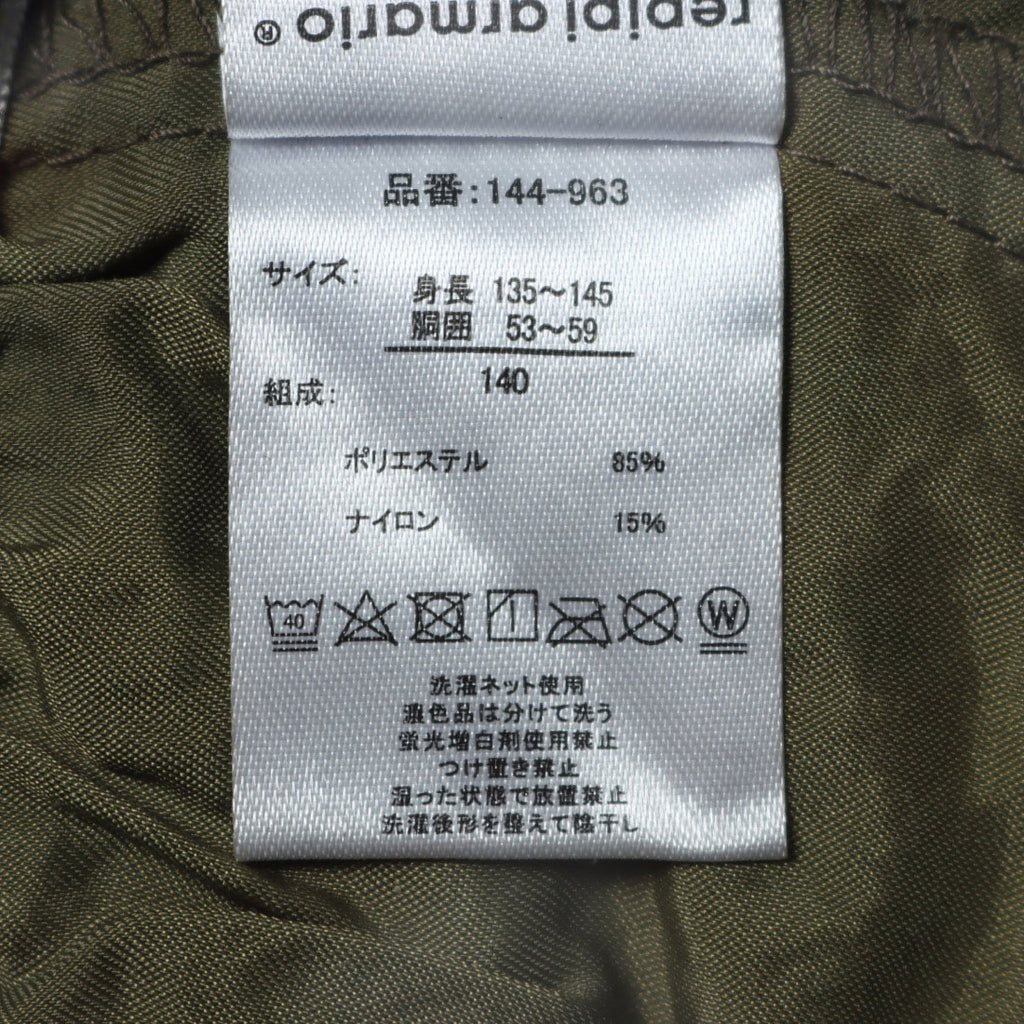 repipi armario®
品番:144-963
サイズ: 身長 135～145
胴囲 53～59
140
組成:
ポリエステル 85%
ナイロン 15%
40 W
洗濯ネット使用
濃色品は分けて洗う
蛍光増白剤使用禁止
つけ置き禁止
湿った状態で放置禁止
洗濯後形を整えて陰干し